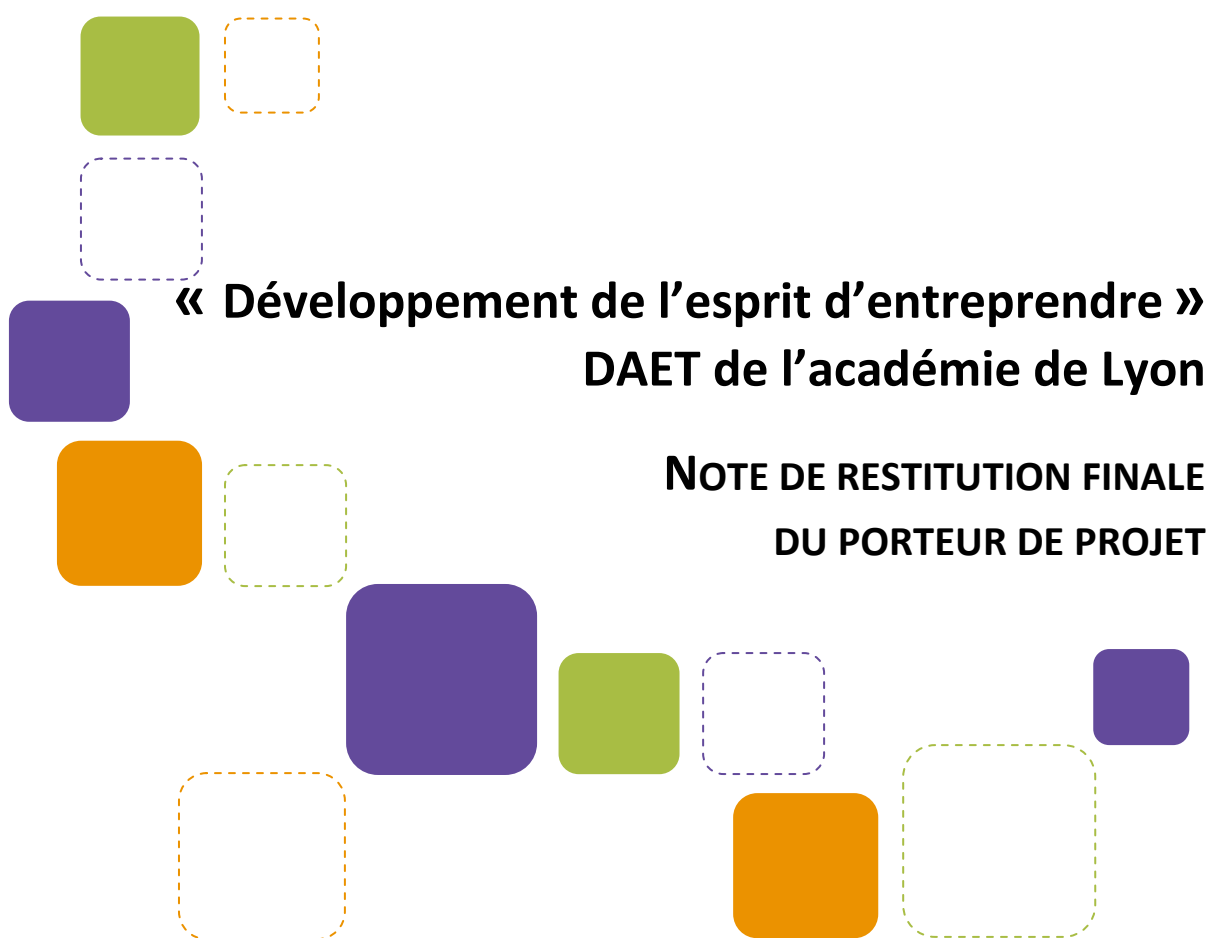 « Développement de l’esprit d’entreprendre »
DAET de l’académie de Lyon
NOTE DE RESTITUTION FINALE
DU PORTEUR DE PROJET